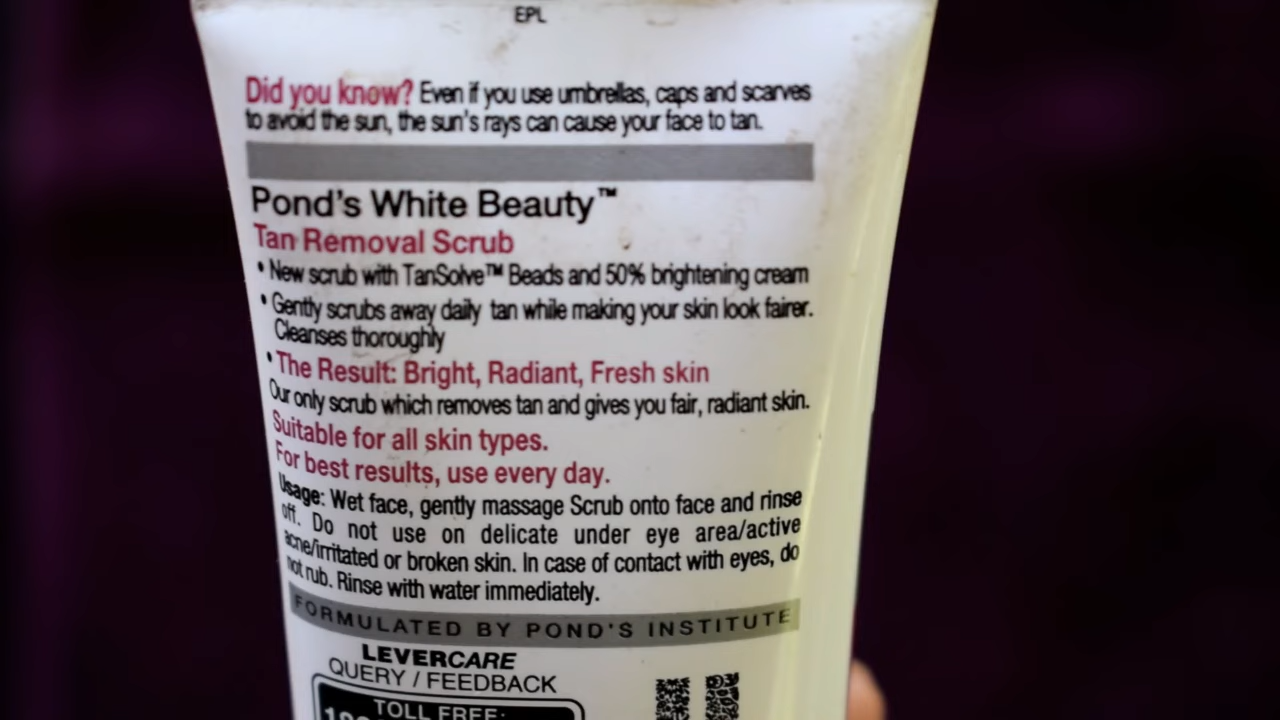 EPL
Did you know? Even if you use umbrellas, caps and scarves
to avoid the sun, the sun's rays can cause your face to tan.
Pond's White Beauty™
Tan Removal Scrub
• New scrub with TanSolve™ Beads and 50% brightening cream
• Gently scrubs away daily tan while making your skin look fairer.
Cleanses thoroughly
• The Result: Bright, Radiant, Fresh skin
Our only scrub which removes tan and gives you fair, radiant skin.
Suitable for all skin types.
For best results, use every day.
Usage: Wet face, gently massage Scrub onto face and rinse
off. Do not use on delicate under eye area/active
acne/irritated or broken skin. In case of contact with eyes, do
not rub. Rinse with water immediately.
FORMULATED BY POND'S INSTITUTE
LEVERCARE
QUERY / FEEDBACK
TOLL FREE: